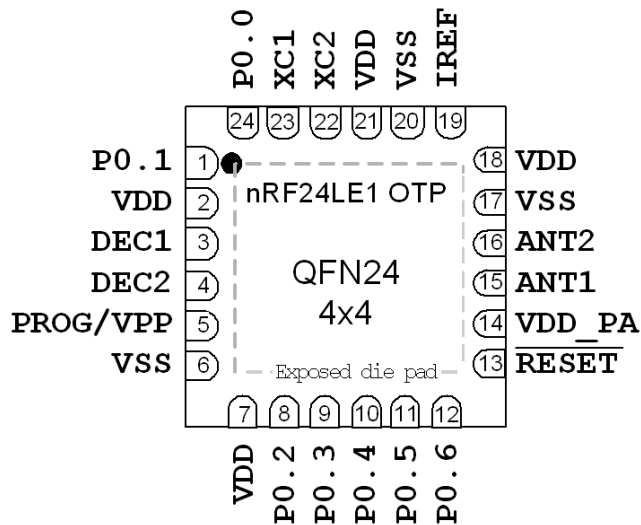 P0.0
XC1
XC2
VDD
VSS
IREF
24
23
22
21
20
19
P0.1 1
VDD 2
DEC1 3
DEC2 4
PROG/VPP 5
VSS 6
nRF24LE1 OTP
QFN24
4x4
Exposed die pad
18 VDD
17 VSS
16 ANT2
15 ANT1
14 VDD_PA
13 RESET
7
8
9
10
11
12
VDD
P0.2
P0.3
P0.4
P0.5
P0.6